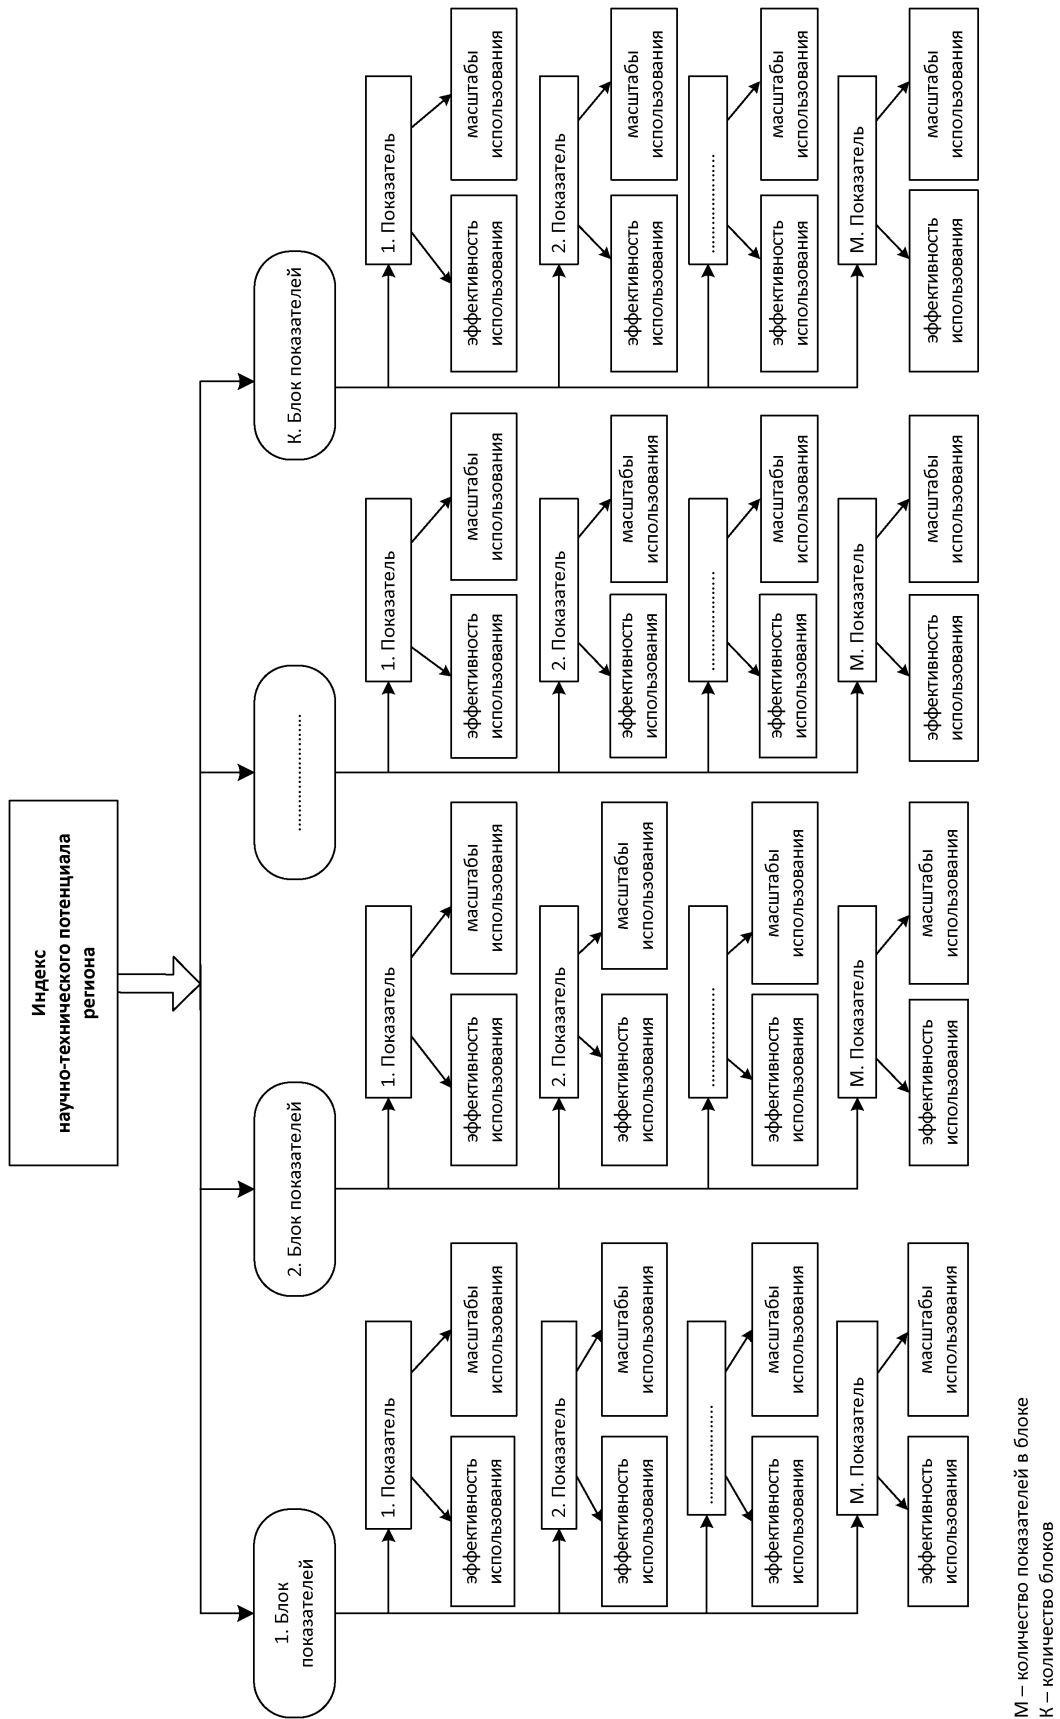 Индекс
научно-технического потенциала
региона
1. Блок
показателей
1. Показатель
эффективность
использования
масштабы
использования
2. Показатель
эффективность
использования
масштабы
использования
...................
эффективность
использования
масштабы
использования
М. Показатель
эффективность
использования
масштабы
использования
2. Блок показателей
1. Показатель
эффективность
использования
масштабы
использования
2. Показатель
эффективность
использования
масштабы
использования
...................
эффективность
использования
масштабы
использования
М. Показатель
эффективность
использования
масштабы
использования
......................
1. Показатель
эффективность
использования
масштабы
использования
2. Показатель
эффективность
использования
масштабы
использования
...................
эффективность
использования
масштабы
использования
М. Показатель
эффективность
использования
масштабы
использования
К. Блок показателей
1. Показатель
эффективность
использования
масштабы
использования
2. Показатель
эффективность
использования
масштабы
использования
...................
эффективность
использования
масштабы
использования
М. Показатель
эффективность
использования
масштабы
использования
М – количество показателей в блоке
К – количество блоков